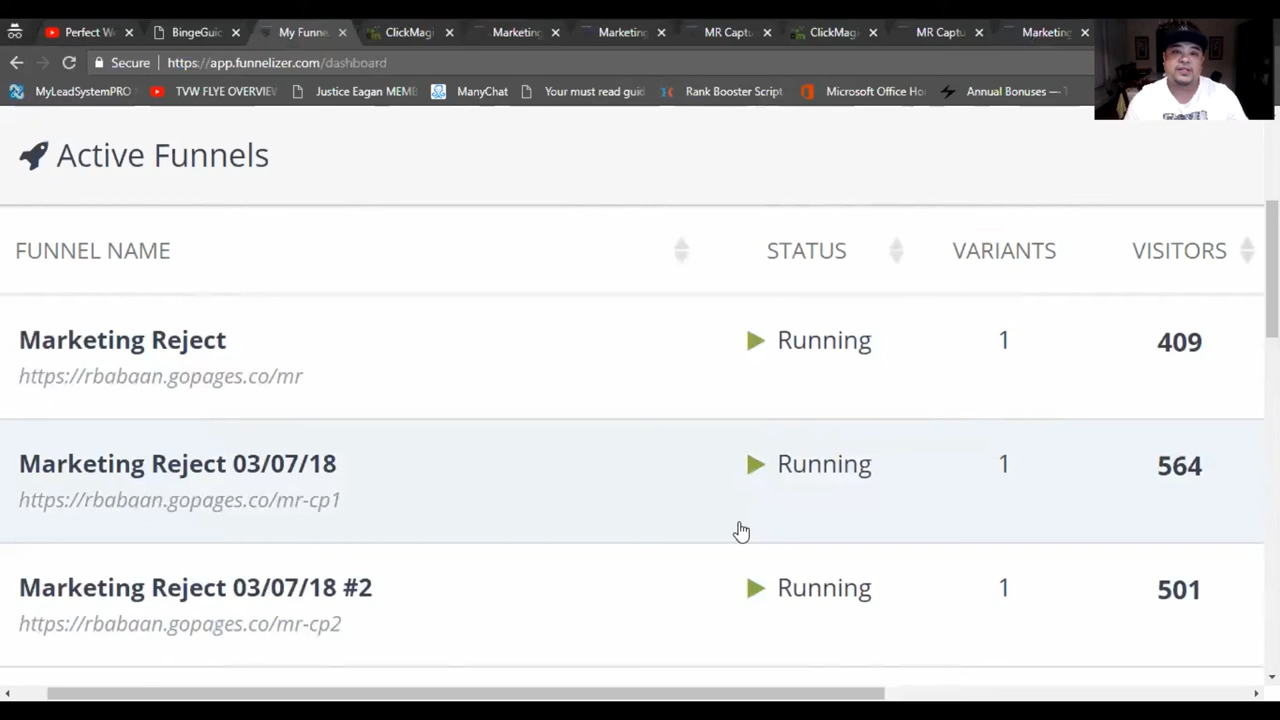 Perfect W
BingeGuid
My Funne
ClickMagi
Marketing
Marketing
MR Captu
ClickMagi
MR Captu
Marketing
Secure | https://app.funnelizer.com/dashboard
MyLeadSystemPRO
TVW FLYE OVERVIEW
Justice Eagan MEMB
ManyChat
Your must read guid
Rank Booster Script
Microsoft Office Ho
Annual Bonuses —
Active Funnels
FUNNEL NAME STATUS VARIANTS VISITORS
Marketing Reject Running 1 409
https://rbabaan.gopages.co/mr
Marketing Reject 03/07/18 Running 1 564
https://rbabaan.gopages.co/mr-cp1
Marketing Reject 03/07/18 #2 Running 1 501
https://rbabaan.gopages.co/mr-cp2